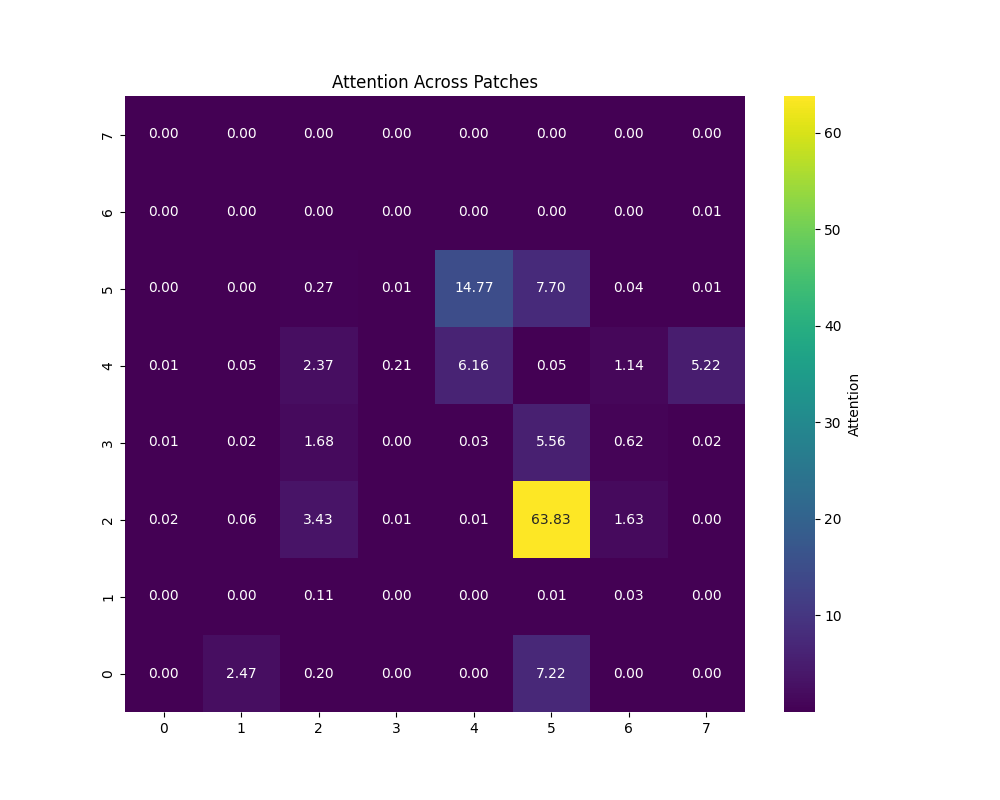 Attention Across Patches
7 0.00 0.00 0.00 0.00 0.00 0.00 0.00 0.00
6 0.00 0.00 0.00 0.00 0.00 0.00 0.00 0.01
5 0.00 0.00 0.27 0.01 14.77 7.70 0.04 0.01
4 0.01 0.05 2.37 0.21 6.16 0.05 1.14 5.22
3 0.01 0.02 1.68 0.00 0.03 5.56 0.62 0.02
2 0.02 0.06 3.43 0.01 0.01 63.83 1.63 0.00
1 0.00 0.00 0.11 0.00 0.00 0.01 0.03 0.00
0 0.00 2.47 0.20 0.00 0.00 7.22 0.00 0.00
0 1 2 3 4 5 6 7
60
50
40
30
20
10
Attention